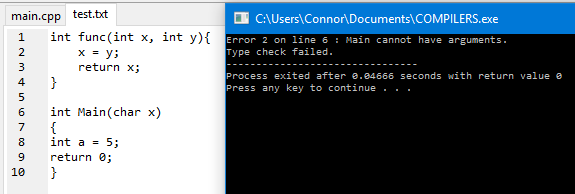 main.cpp test.txt
1 int func(int x, int y){
2 x = y;
3 return x;
4 }
5
6 int Main(char x)
7 {
8 int a = 5;
9 return 0;
10 }
C:\Users\Connor\Documents\COMPILERS.exe
Error 2 on line 6 : Main cannot have arguments.
Type check failed.
--------------------------------
Process exited after 0.04666 seconds with return value 0
Press any key to continue . . .